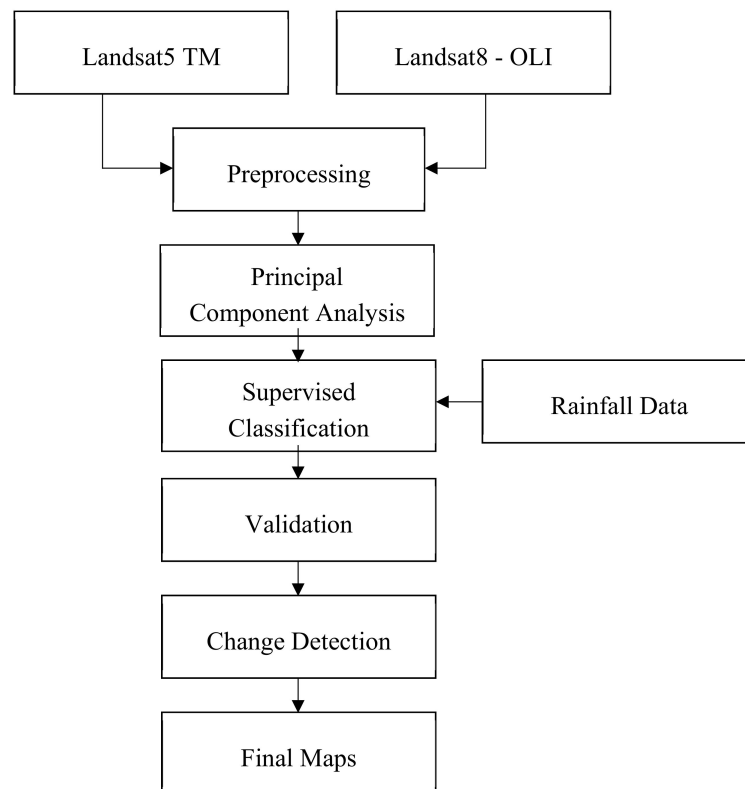 Landsat5 TM
Landsat8 - OLI
Preprocessing
Principal
Component Analysis
Supervised
Classification
Rainfall Data
Validation
Change Detection
Final Maps